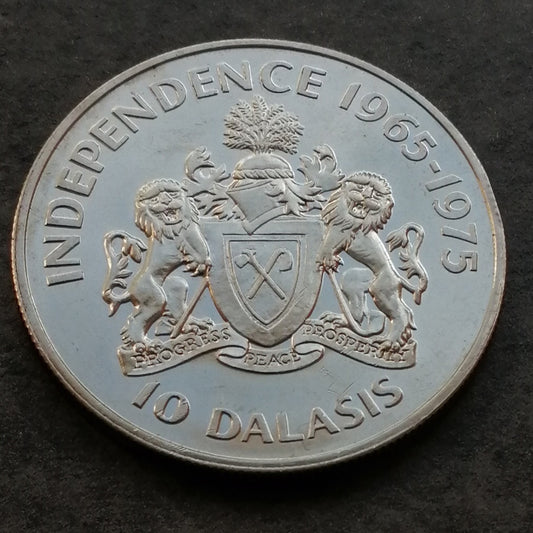 INDEPENDENCE 1965-1975
PROGRESS PEACE PROSPERITY
10 DALASIS